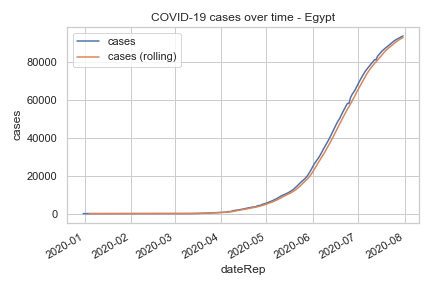 COVID-19 cases over time - Egypt
cases
cases (rolling)
80000
60000
40000
20000
0
cases
2020-01
2020-02
2020-03
2020-04
2020-05
2020-06
2020-07
2020-08
dateRep